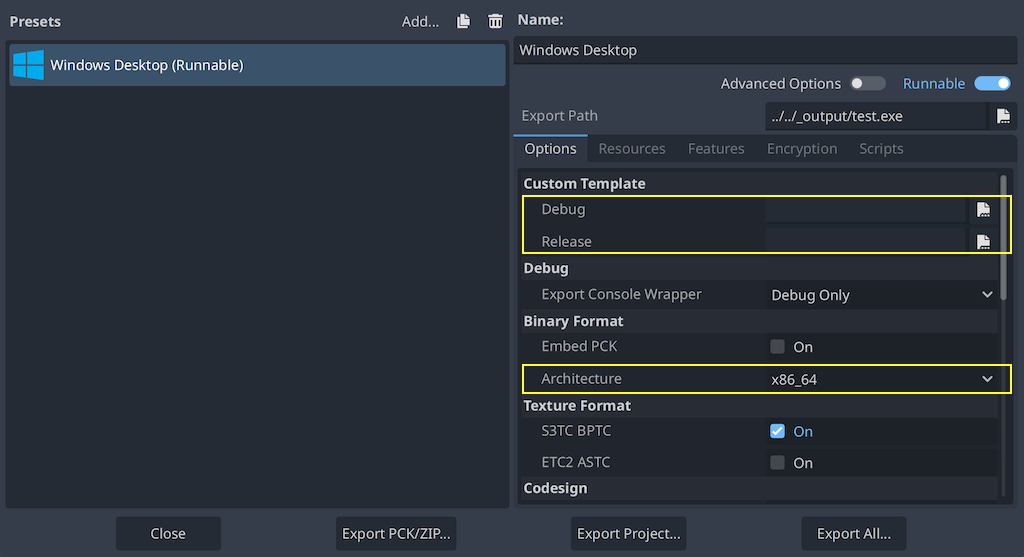 Presets
Add...
Windows Desktop (Runnable)
Name:
Windows Desktop
Advanced Options
Runnable
Export Path
../../_output/test.exe
Options Resources Features Encryption Scripts
Custom Template
Debug
Release
Debug
Export Console Wrapper Debug Only
Binary Format
Embed PCK On
Architecture x86_64
Texture Format
S3TC BPTC On
ETC2 ASTC On
Codesign
Close Export PCK/ZIP... Export Project... Export All...